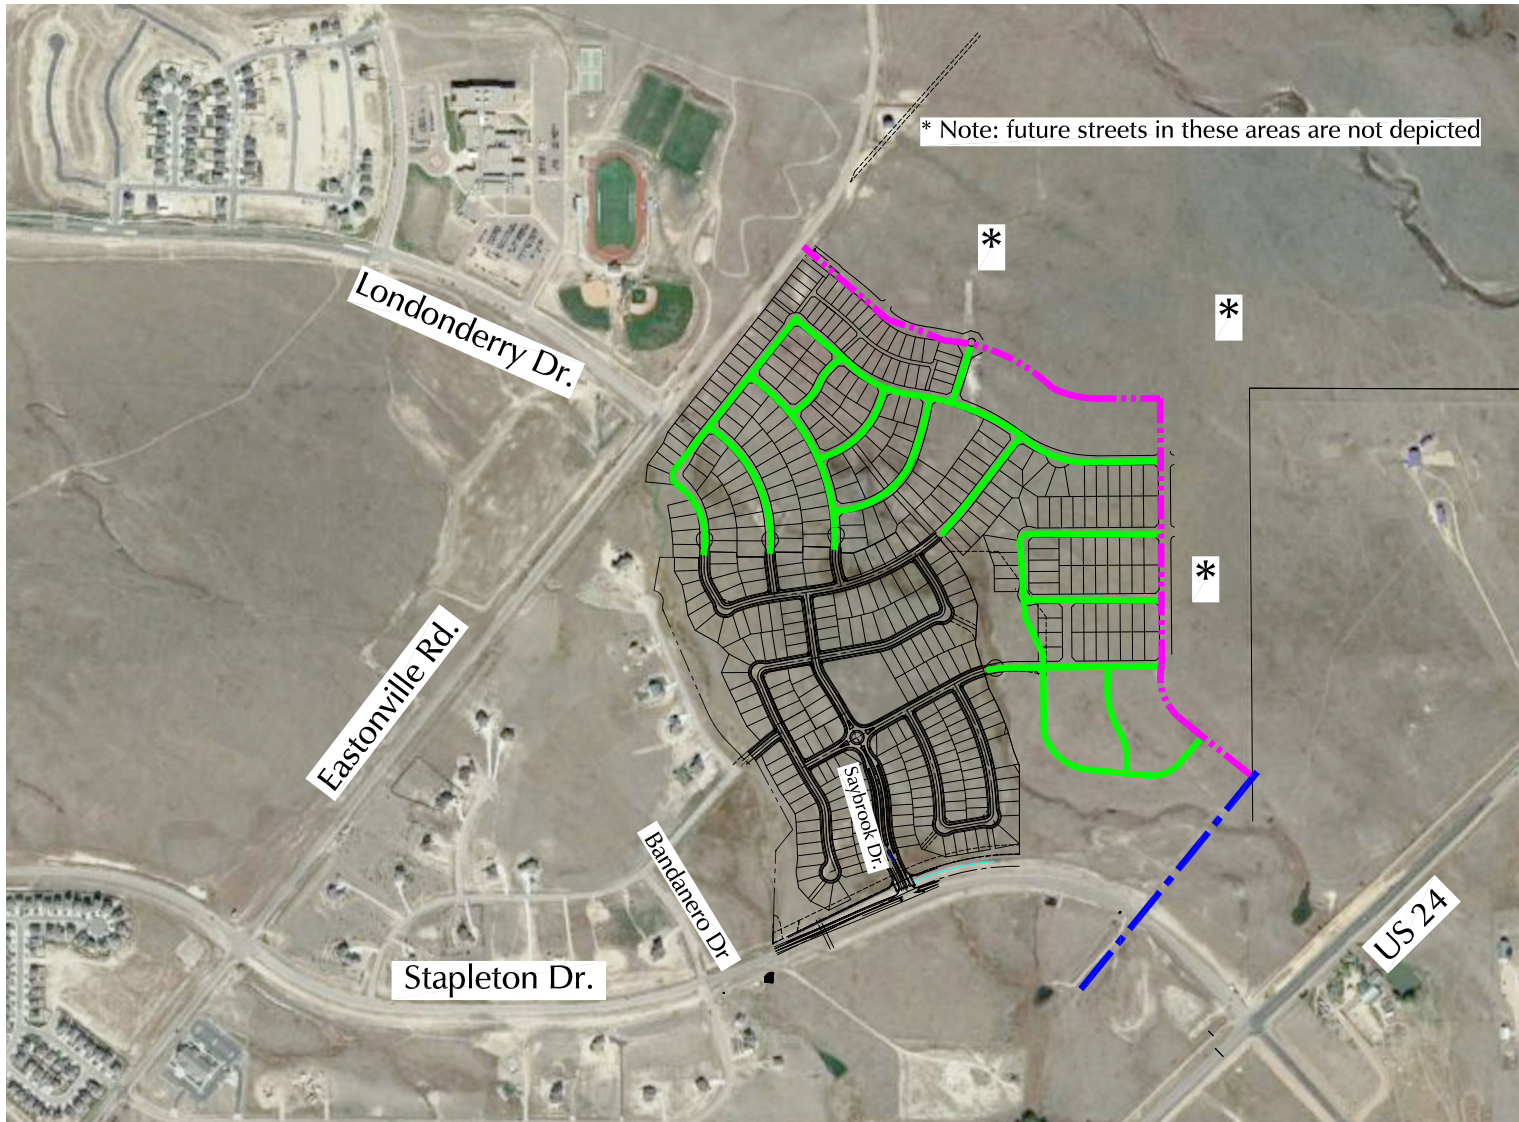 * Note: future streets in these areas are not depicted
*
*
Londonderry Dr.
*
Eastonville Rd.
Saybrook Dr.
Bandanero Dr
US 24
Stapleton Dr.